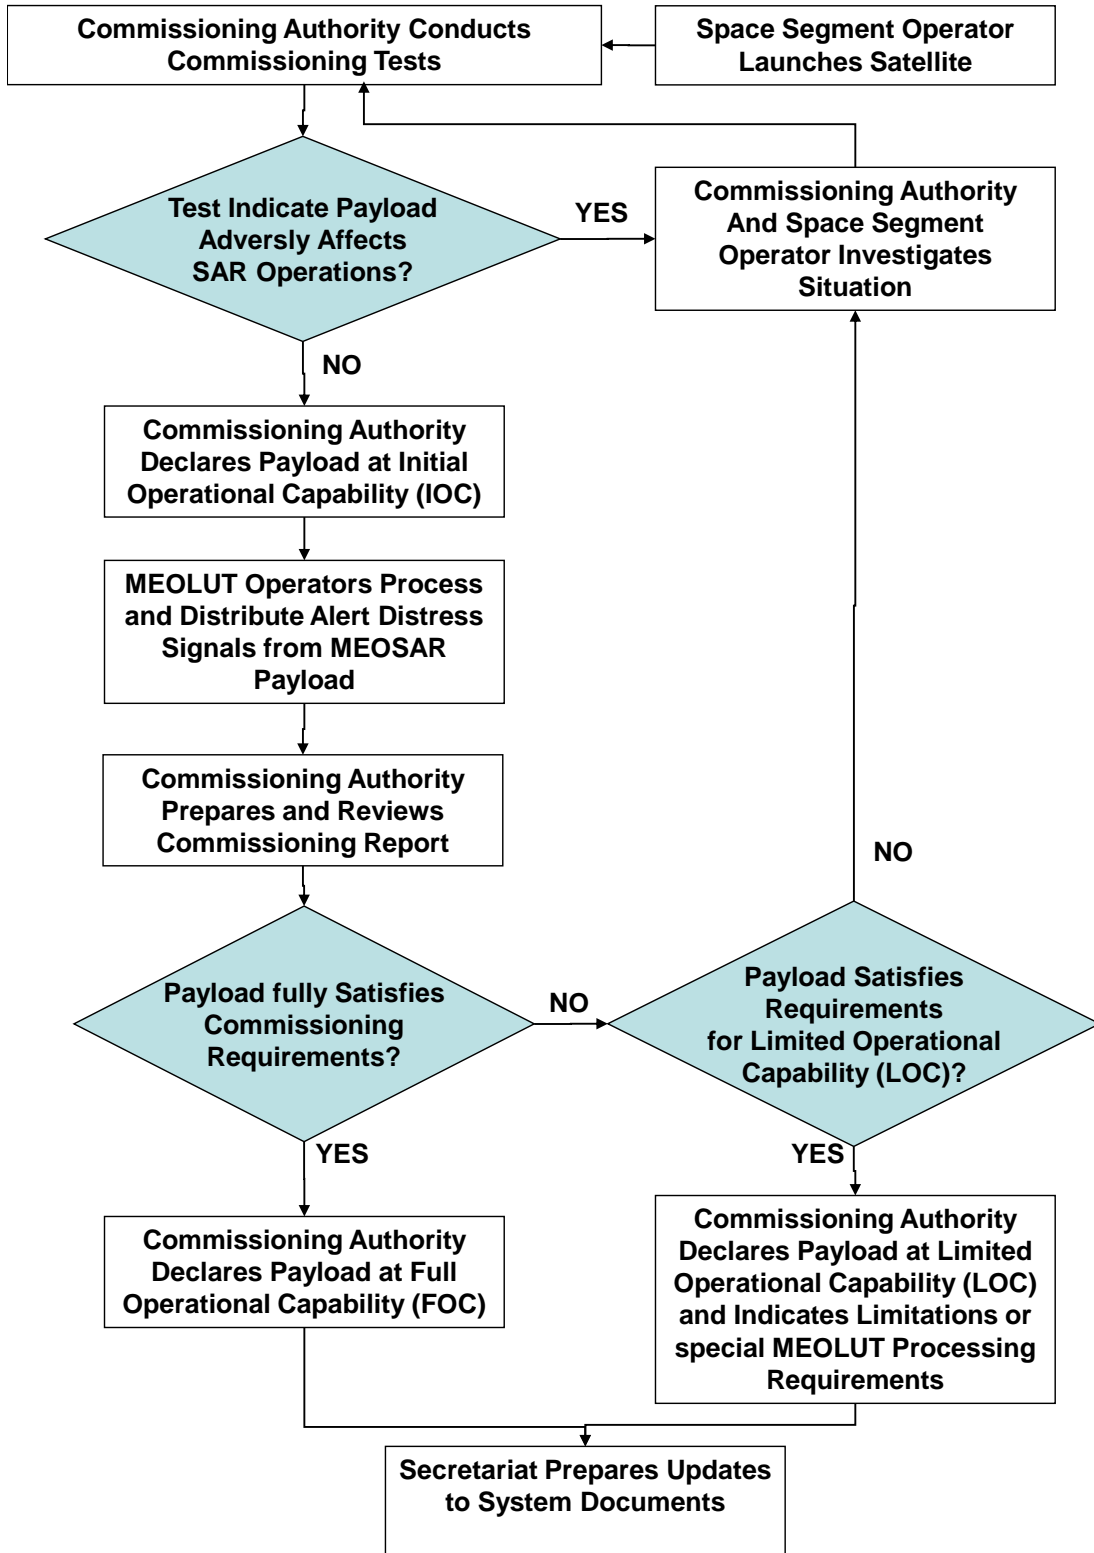 Commissioning Authority Conducts
Commissioning Tests
Space Segment Operator
Launches Satellite
Test Indicate Payload
Adversly Affects
SAR Operations?
YES
Commissioning Authority
And Space Segment
Operator Investigates
Situation
NO
Commissioning Authority
Declares Payload at Initial
Operational Capability (IOC)
MEOLUT Operators Process
and Distribute Alert Distress
Signals from MEOSAR
Payload
Commissioning Authority
Prepares and Reviews
Commissioning Report
NO
Payload fully Satisfies
Commissioning
Requirements?
NO
Payload Satisfies
Requirements
for Limited Operational
Capability (LOC)?
YES
YES
Commissioning Authority
Declares Payload at Full
Operational Capability (FOC)
Commissioning Authority
Declares Payload at Limited
Operational Capability (LOC)
and Indicates Limitations or
special MEOLUT Processing
Requirements
Secretariat Prepares Updates
to System Documents